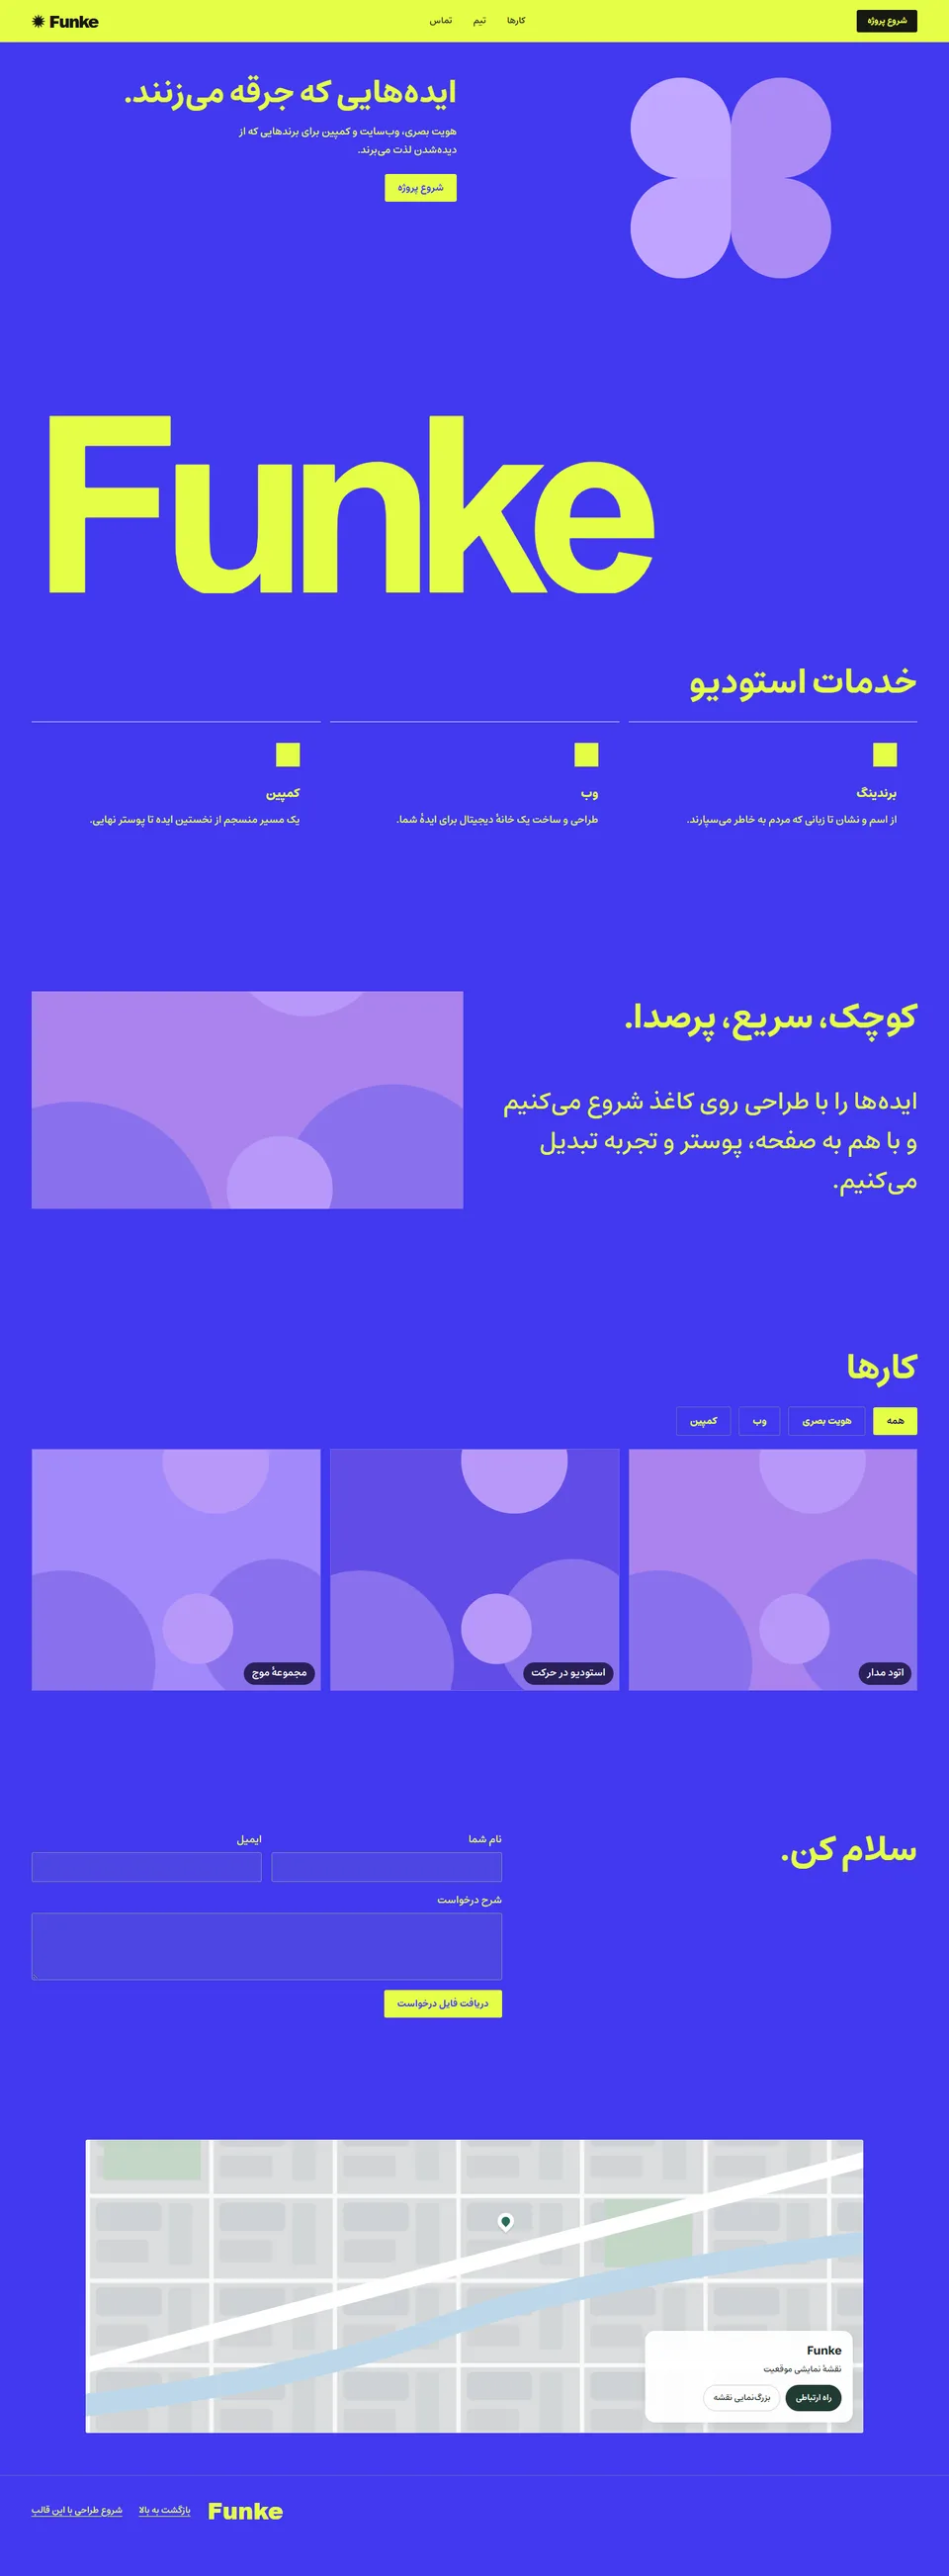 Funke
کارها
تیم
تماس
شروع پروژه
ایده‌هایی که جرقه می‌زنند.
هویت بصری، وب‌سایت و کمپین برای برندهایی که از
دیده‌شدن لذت می‌برند.
شروع پروژه
Funke
خدمات استودیو
برندینگ
از اسم و نشان تا زبانی که مردم به خاطر می‌سپارند.
وب
طراحی و ساخت یک خانهٔ دیجیتال برای ایدهٔ شما.
کمپین
یک مسیر منسجم از نخستین ایده تا پوستر نهایی.
کوچک، سریع، پرصدا.
ایده‌ها را با طراحی روی کاغذ شروع می‌کنیم
و با هم به صفحه، پوستر و تجربه تبدیل
می‌کنیم.
کارها
همه
هویت بصری
وب
کمپین
اتود مدار
استودیو در حرکت
مجموعهٔ موج
سلام کن.
نام شما
ایمیل
شرح درخواست
دریافت فایل درخواست
Funke
نقشهٔ نمایشی موقعیت
راه ارتباطی
بزرگ‌نمایی نقشه
Funke
بازگشت به بالا
شروع طراحی با این قالب